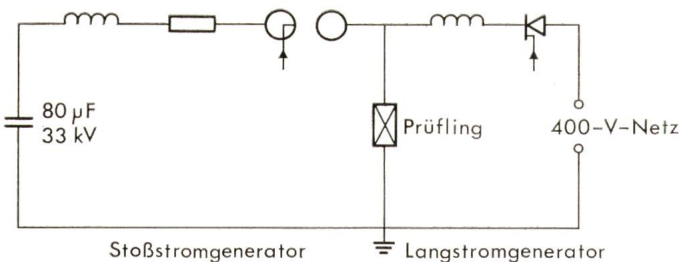 80 µF
33 kV
Prüfling
400-V-Netz
Stoßstromgenerator
Langstromgenerator